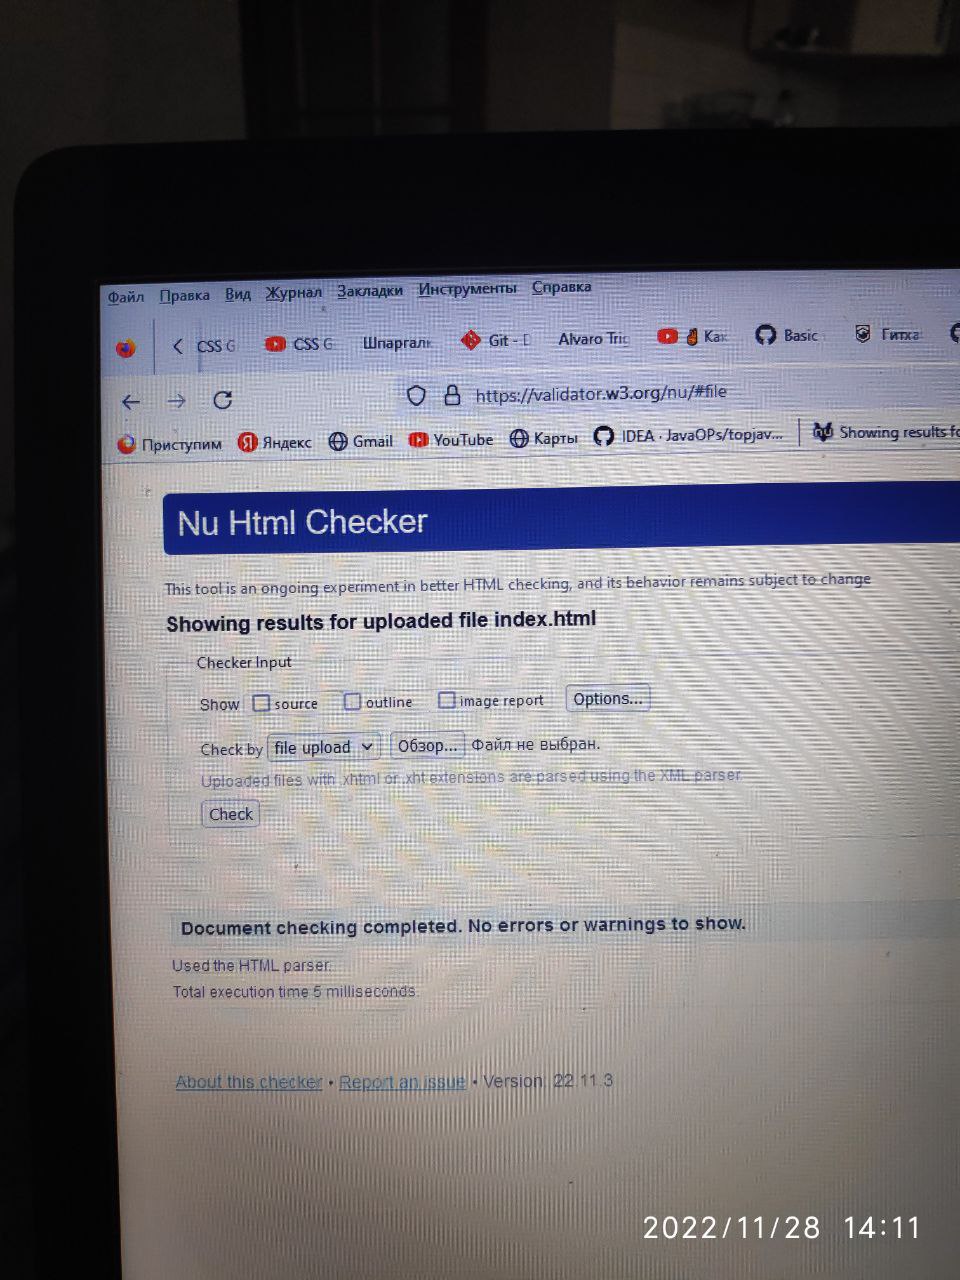 Файл Правка Вид Журнал Закладки Инструменты Справка
CSS G CSS G Шпаргалк Git - D Alvaro Tric Как Basic Гитха
https://validator.w3.org/nu/#file
Приступим Яндекс Gmail YouTube Карты IDEA · JavaOPs/topjav... Showing results fo
Nu Html Checker
This tool is an ongoing experiment in better HTML checking, and its behavior remains subject to change
Showing results for uploaded file index.html
Checker Input
Show source outline image report Options...
Check by file upload Обзор... Файл не выбран.
Uploaded files with .xhtml or .xht extensions are parsed using the XML parser.
Check
Document checking completed. No errors or warnings to show.
Used the HTML parser.
Total execution time 5 milliseconds.
About this checker • Report an issue • Version: 22.11.3
2022/11/28 14:11